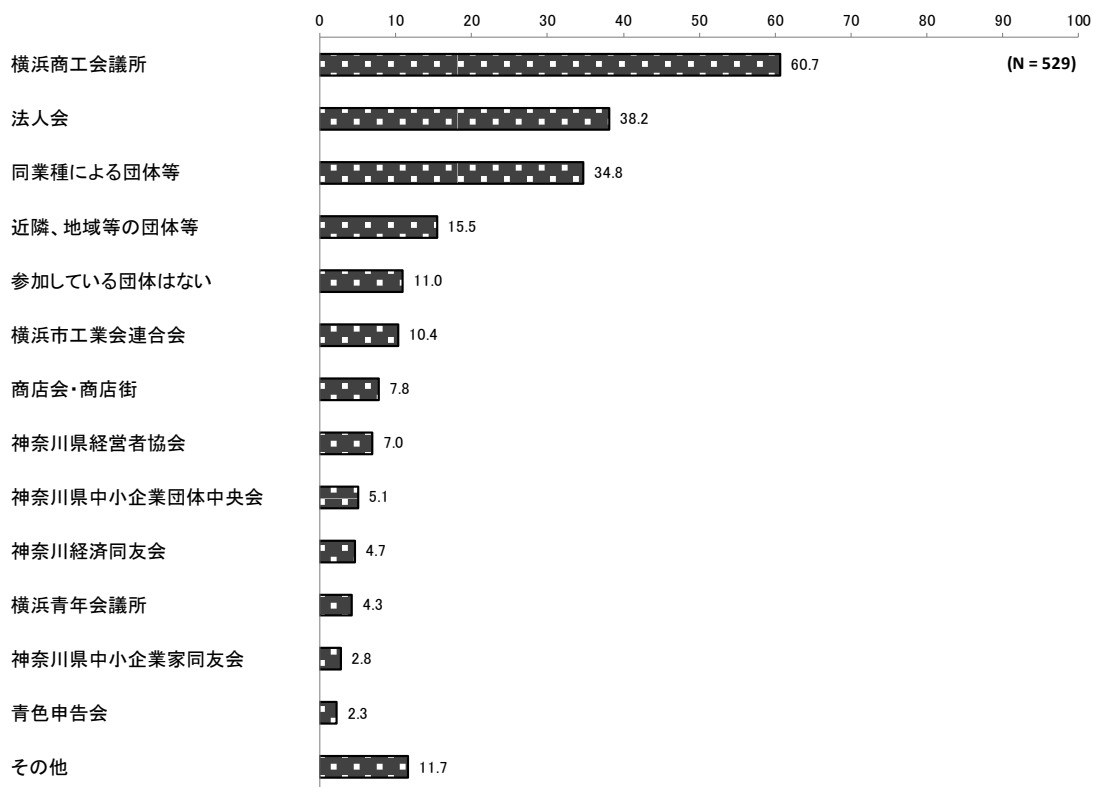 0 10 20 30 40 50 60 70 80 90 100
横浜商工会議所 60.7 (N = 529)
法人会 38.2
同業種による団体等 34.8
近隣、地域等の団体等 15.5
参加している団体はない 11.0
横浜市工業会連合会 10.4
商店会・商店街 7.8
神奈川県経営者協会 7.0
神奈川県中小企業団体中央会 5.1
神奈川経済同友会 4.7
横浜青年会議所 4.3
神奈川県中小企業家同友会 2.8
青色申告会 2.3
その他 11.7